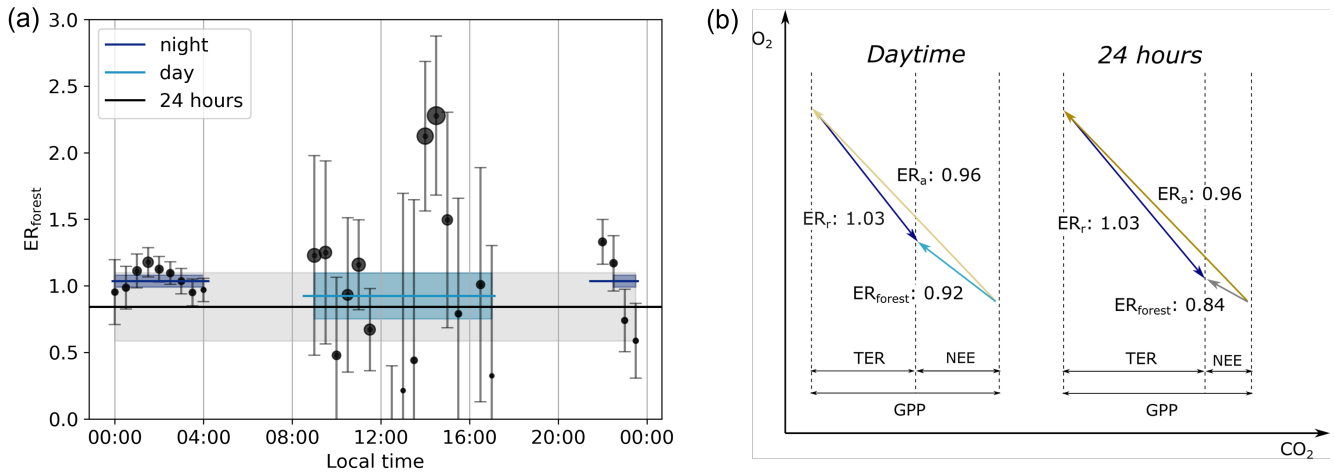 (a)
3.0
2.5
2.0
1.5
1.0
0.5
0.0
ER_forest
night
day
24 hours
00:00 04:00 08:00 12:00 16:00 20:00 00:00
Local time
(b)
O₂
Daytime 24 hours
ERₐ: 0.96
ERᵣ: 1.03
ER_forest: 0.92
TER NEE
GPP
ERₐ: 0.96
ERᵣ: 1.03
ER_forest: 0.84
TER NEE
GPP
CO₂